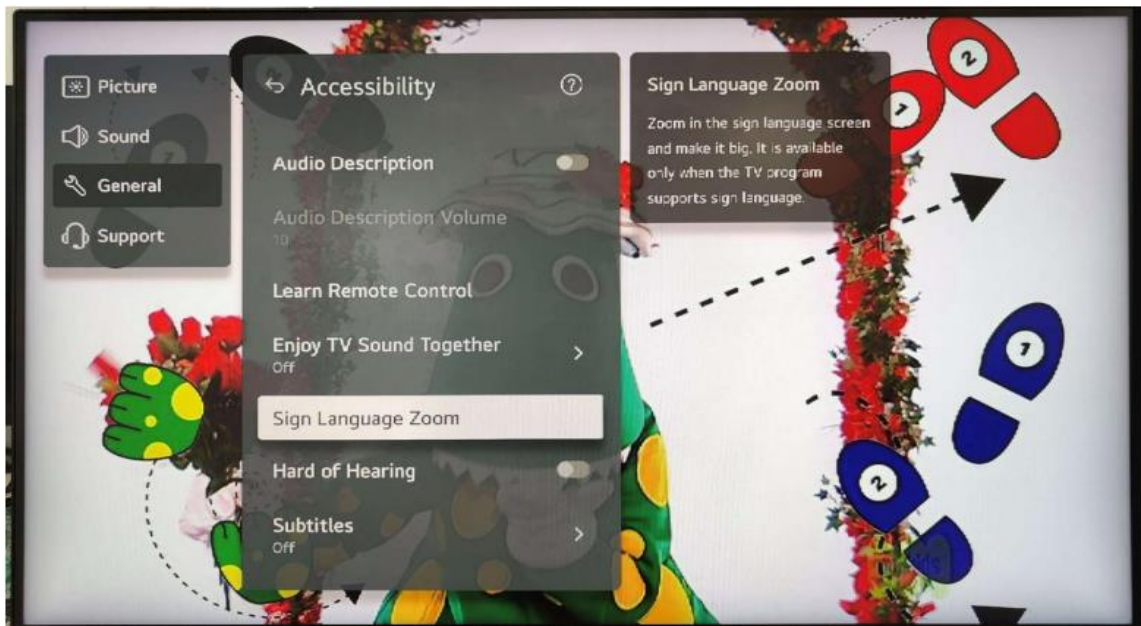 Picture
Sound
General
Support
Accessibility
?
Audio Description
Audio Description Volume
10
Learn Remote Control
Enjoy TV Sound Together
Off
Sign Language Zoom
Hard of Hearing
Subtitles
Off
Sign Language Zoom
Zoom in the sign language screen
and make it big. It is available
only when the TV program
supports sign language.
2
1
1
2
kids